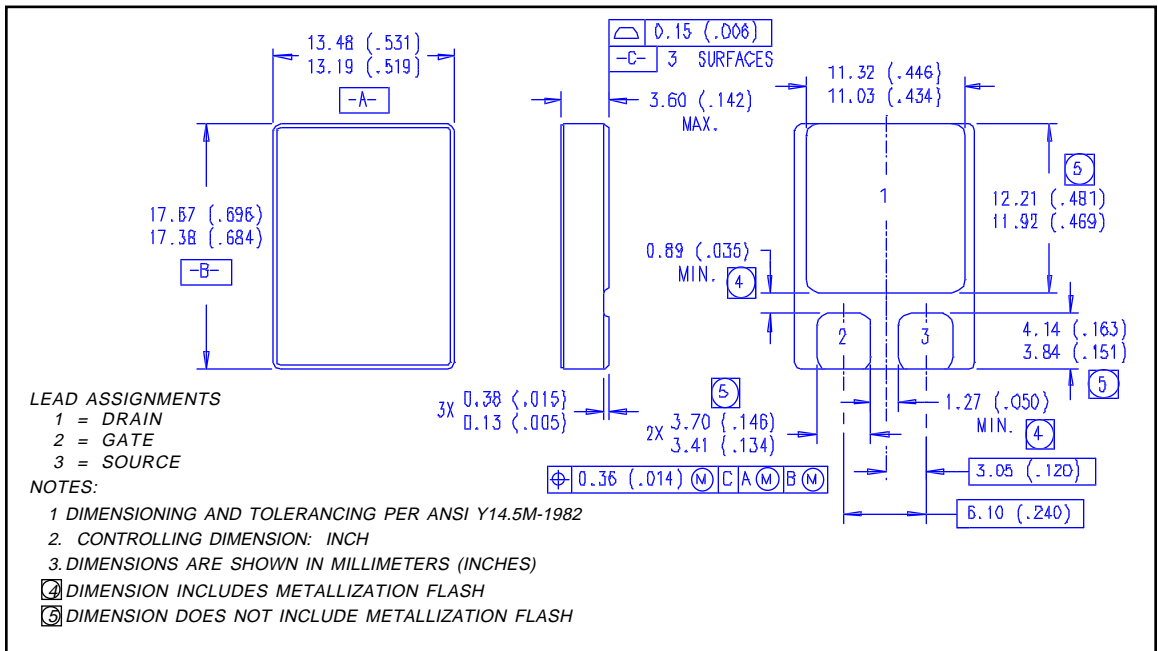 13.48 (.531)
13.19 (.519)
-A-
0.15 (.006)
-C- 3 SURFACES
3.60 (.142)
MAX.
11.32 (.446)
11.03 (.434)
17.67 (.696)
17.38 (.684)
-B-
1
5
12.21 (.481)
11.92 (.469)
0.89 (.035)
MIN. 4
2
3
4.14 (.163)
3.84 (.151)
5
3X 0.38 (.015)
0.13 (.005)
5
2X 3.70 (.146)
3.41 (.134)
1.27 (.050)
MIN. 4
0.36 (.014) M C A M B M
3.05 (.120)
6.10 (.240)
LEAD ASSIGNMENTS
1 = DRAIN
2 = GATE
3 = SOURCE
NOTES:
1 DIMENSIONING AND TOLERANCING PER ANSI Y14.5M-1982
2. CONTROLLING DIMENSION: INCH
3. DIMENSIONS ARE SHOWN IN MILLIMETERS (INCHES)
4 DIMENSION INCLUDES METALLIZATION FLASH
5 DIMENSION DOES NOT INCLUDE METALLIZATION FLASH